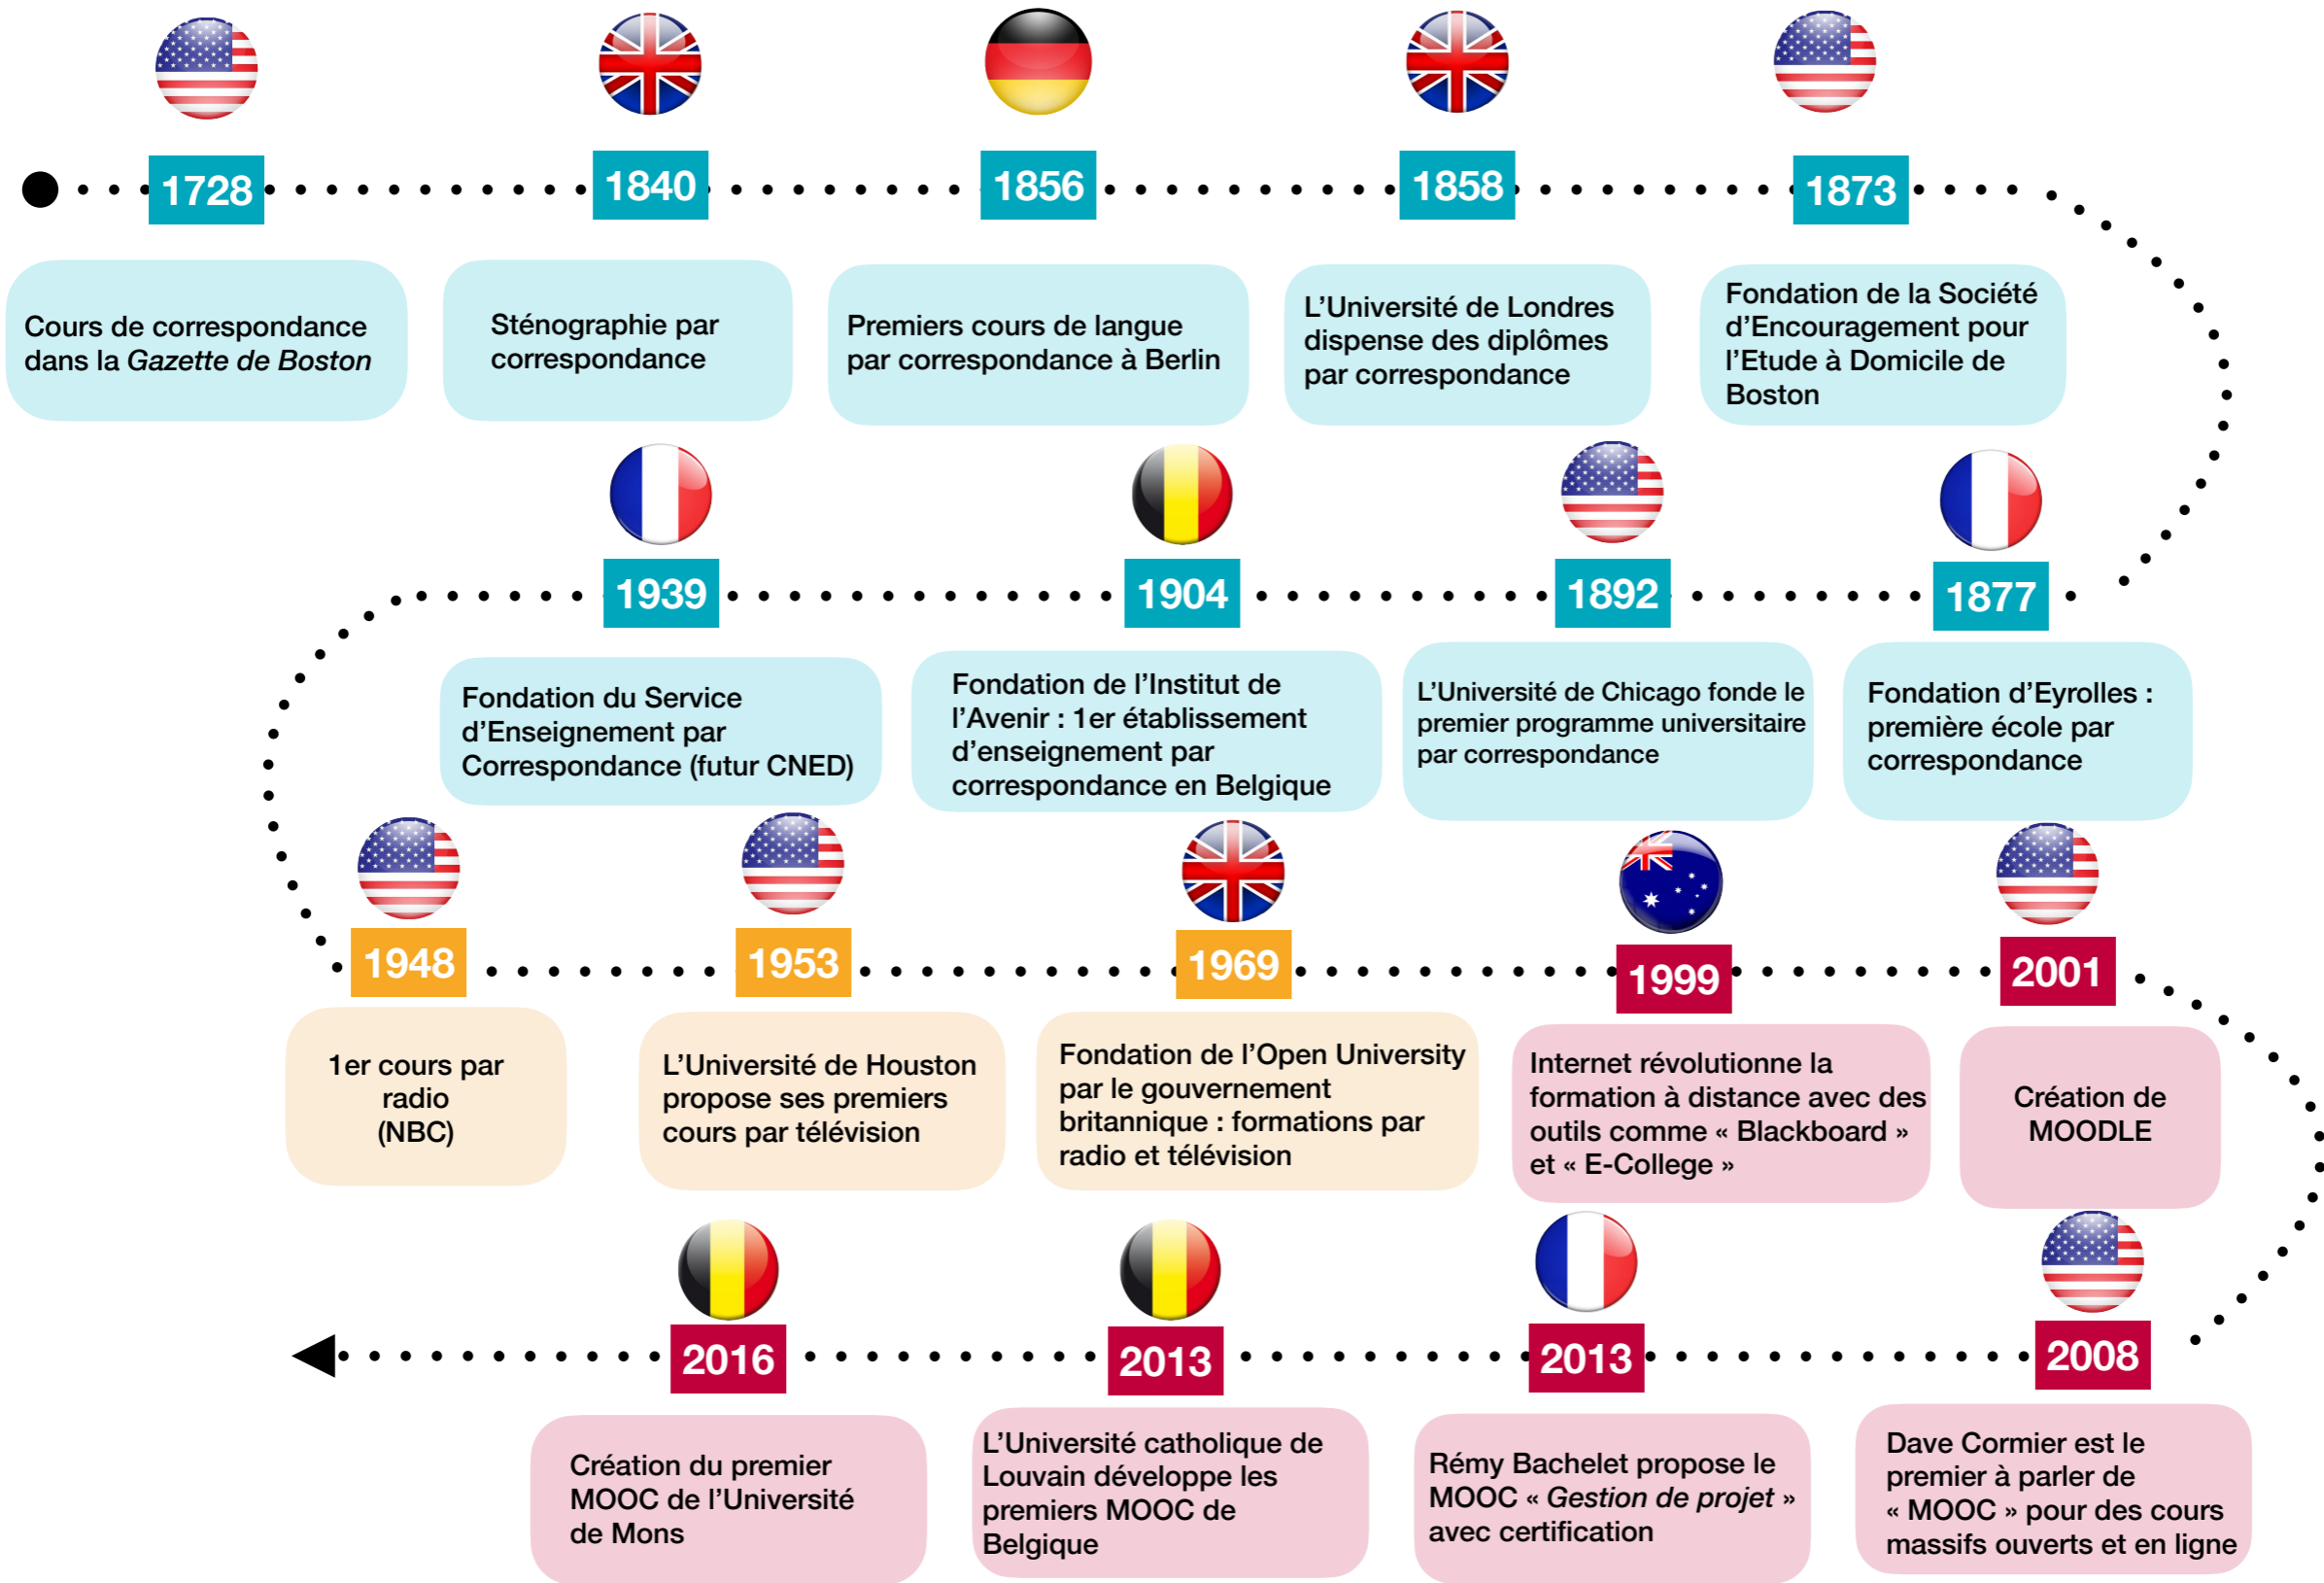 1728
Cours de correspondance
dans la Gazette de Boston
1840
Sténographie par
correspondance
1856
Premiers cours de langue
par correspondance à Berlin
1858
L’Université de Londres
dispense des diplômes
par correspondance
1873
Fondation de la Société
d’Encouragement pour
l’Etude à Domicile de
Boston
1877
Fondation d’Eyrolles :
première école par
correspondance
1892
L’Université de Chicago fonde le
premier programme universitaire
par correspondance
1904
Fondation de l’Institut de
l’Avenir : 1er établissement
d’enseignement par
correspondance en Belgique
1939
Fondation du Service
d’Enseignement par
Correspondance (futur CNED)
1948
1er cours par
radio
(NBC)
1953
L’Université de Houston
propose ses premiers
cours par télévision
1969
Fondation de l’Open University
par le gouvernement
britannique : formations par
radio et télévision
1999
Internet révolutionne la
formation à distance avec des
outils comme « Blackboard »
et « E-College »
2001
Création de
MOODLE
2008
Dave Cormier est le
premier à parler de
« MOOC » pour des cours
massifs ouverts et en ligne
2013
Rémy Bachelet propose le
MOOC « Gestion de projet »
avec certification
2013
L’Université catholique de
Louvain développe les
premiers MOOC de
Belgique
2016
Création du premier
MOOC de l’Université
de Mons